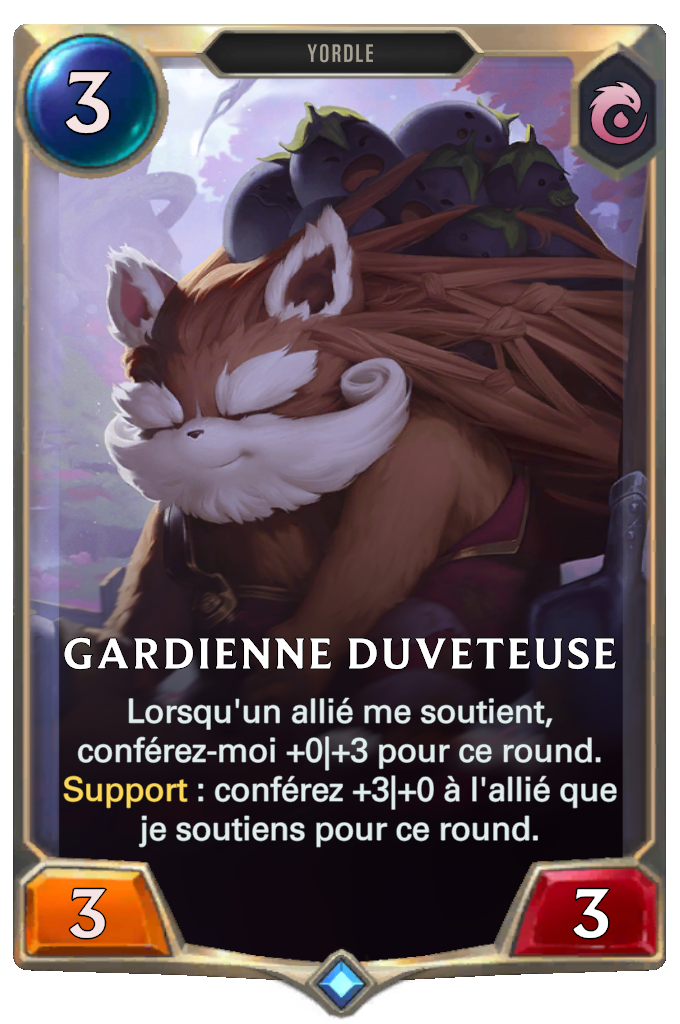 YORDLE
3
GARDIENNE DUVETEUSE
Lorsqu'un allié me soutient,
conférez-moi +0|+3 pour ce round.
Support : conférez +3|+0 à l'allié que
je soutiens pour ce round.
3
3